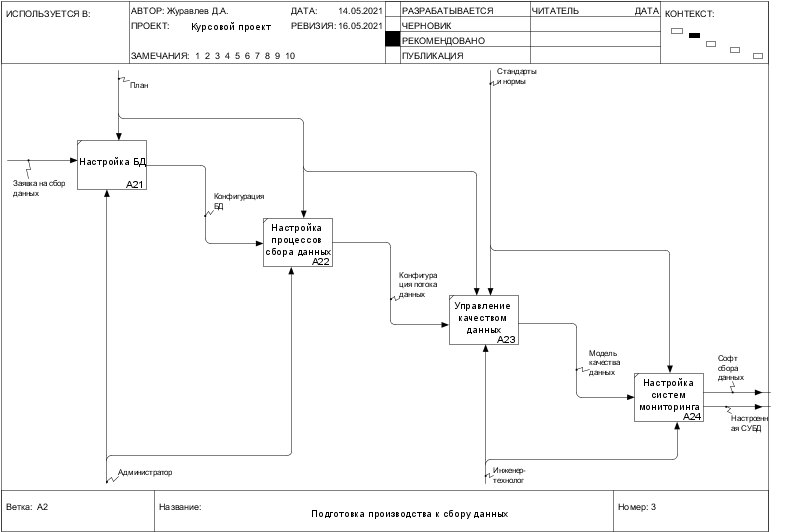 ИСПОЛЬЗУЕТСЯ В:
АВТОР: Журавлев Д.А.
ДАТА: 14.05.2021
ПРОЕКТ: Курсовой проект
РЕВИЗИЯ: 16.05.2021
ЗАМЕЧАНИЯ: 1 2 3 4 5 6 7 8 9 10
РАЗРАБАТЫВАЕТСЯ
ЧЕРНОВИК
РЕКОМЕНДОВАНО
ПУБЛИКАЦИЯ
ЧИТАТЕЛЬ
ДАТА
КОНТЕКСТ:
План
Стандарты
и нормы
Настройка БД
A21
Заявка на сбор
данных
Конфигурация
БД
Настройка
процессов
сбора данных
A22
Конфигура
ция потока
данных
Управление
качеством
данных
A23
Модель
качества
данных
Софт
сбора
данных
Настройка
систем
мониторинга
A24
Настроенн
ая СУБД
Администратор
Инженер-
технолог
Ветка: A2
Название:
Подготовка производства к сбору данных
Номер: 3